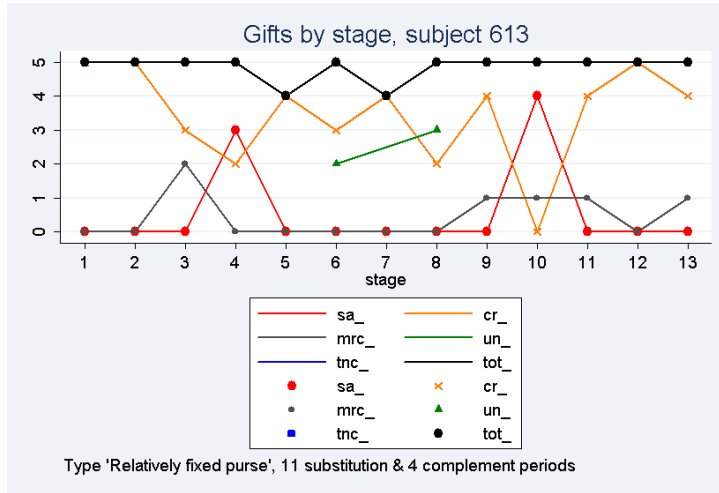 Gifts by stage, subject 613
5
4
3
2
1
0
1 2 3 4 5 6 7 8 9 10 11 12 13
stage
sa_ cr_
mrc_ un_
tnc_ tot_
sa_ cr_
mrc_ un_
tnc_ tot_
Type 'Relatively fixed purse', 11 substitution & 4 complement periods